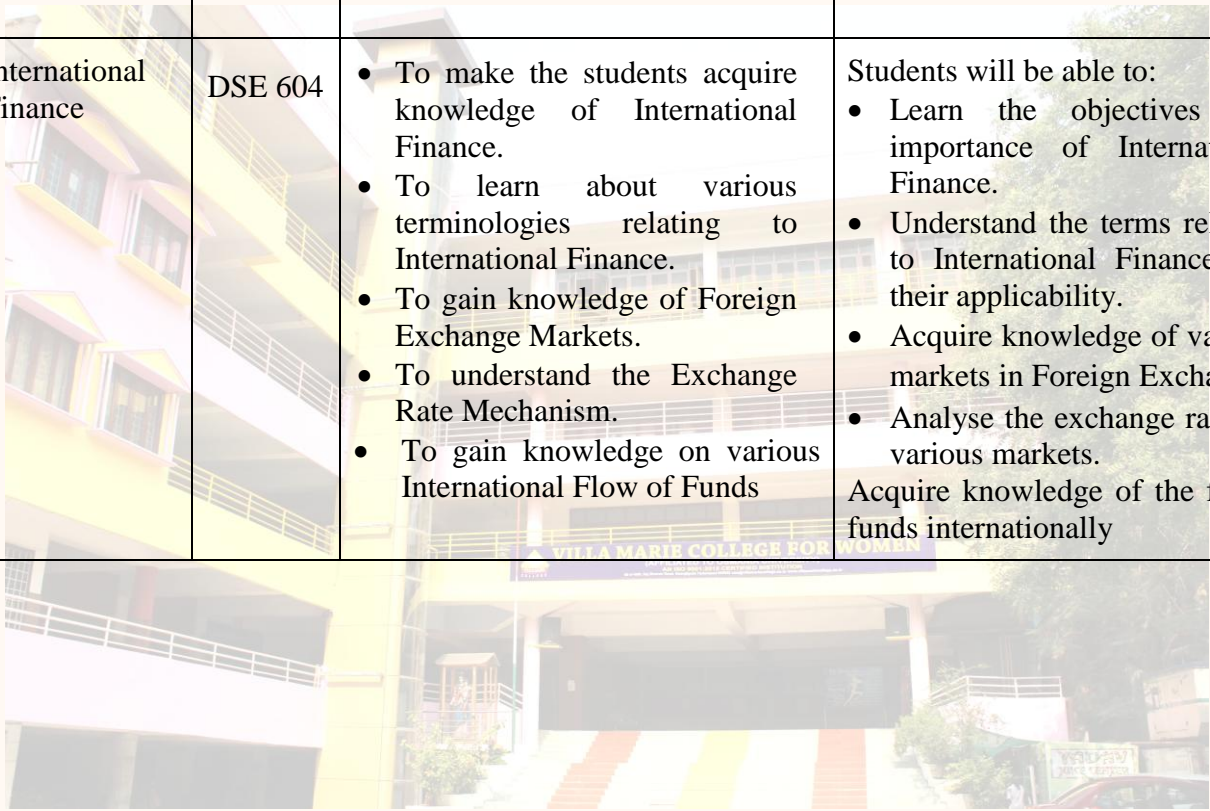 nternational
inance
DSE 604
• To make the students acquire
knowledge of International
Finance.
• To learn about various
terminologies relating to
International Finance.
• To gain knowledge of Foreign
Exchange Markets.
• To understand the Exchange
Rate Mechanism.
• To gain knowledge on various
International Flow of Funds
Students will be able to:
• Learn the objectives
importance of Interna
Finance.
• Understand the terms re
to International Finance
their applicability.
• Acquire knowledge of va
markets in Foreign Excha
• Analyse the exchange ra
various markets.
Acquire knowledge of the f
funds internationally
VILLA MARIE COLLEGE FOR WOMEN